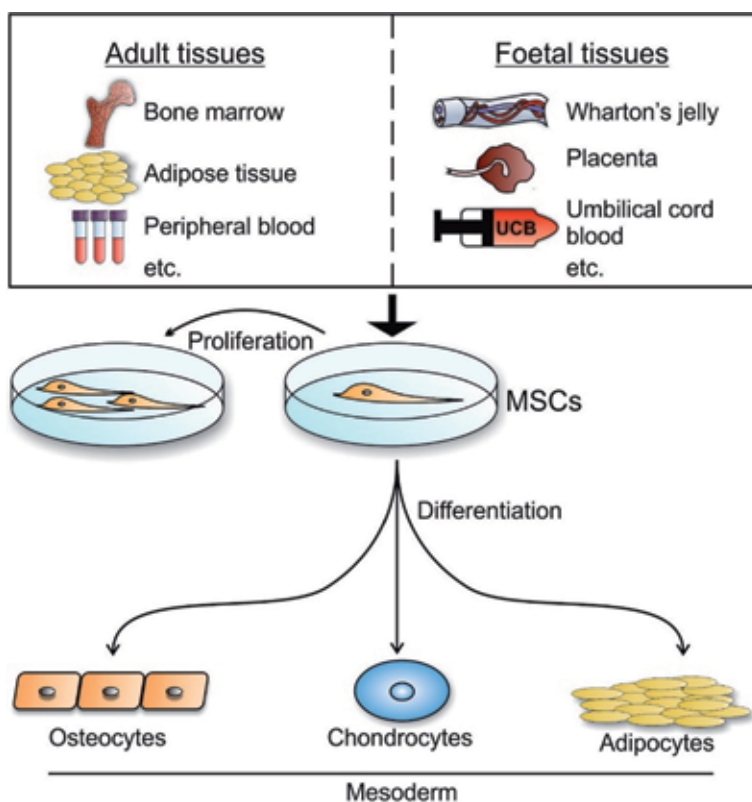 Adult tissues
Bone marrow
Adipose tissue
Peripheral blood
etc.
Foetal tissues
Wharton's jelly
Placenta
UCB
Umbilical cord
blood
etc.
Proliferation
MSCs
Differentiation
Osteocytes
Chondrocytes
Adipocytes
Mesoderm